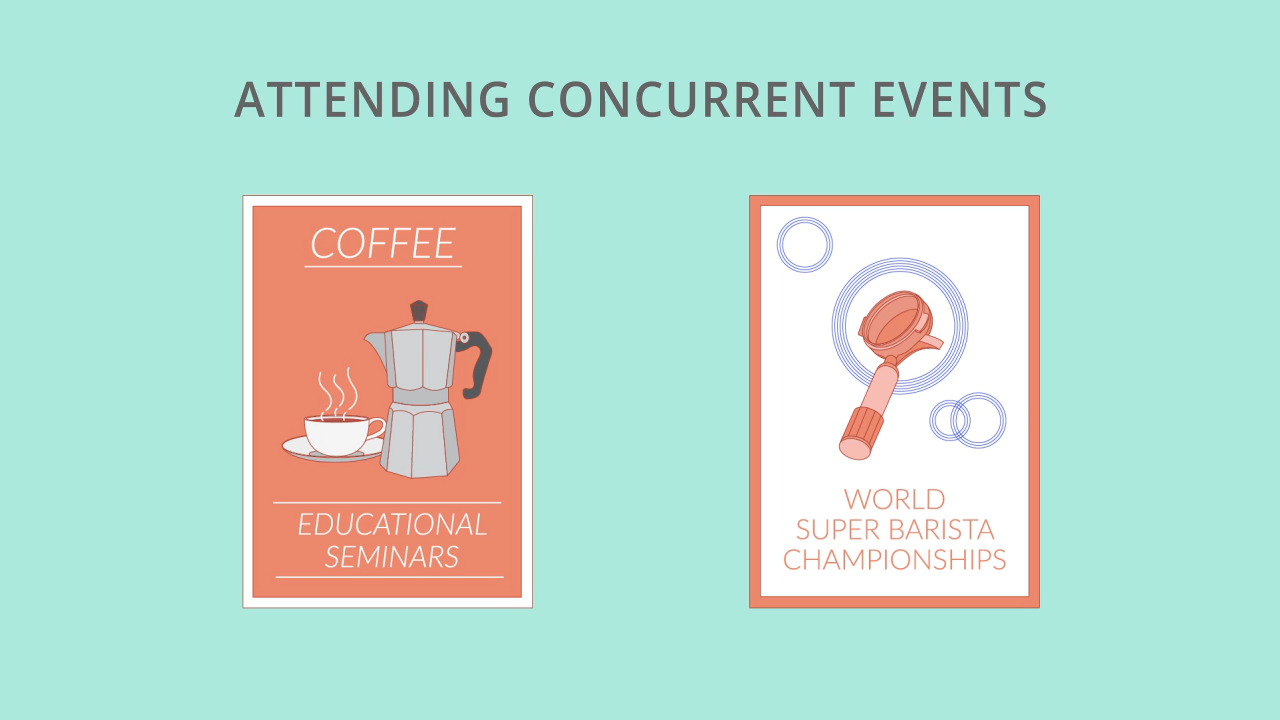 ATTENDING CONCURRENT EVENTS
COFFEE
EDUCATIONAL
SEMINARS
WORLD
SUPER BARISTA
CHAMPIONSHIPS